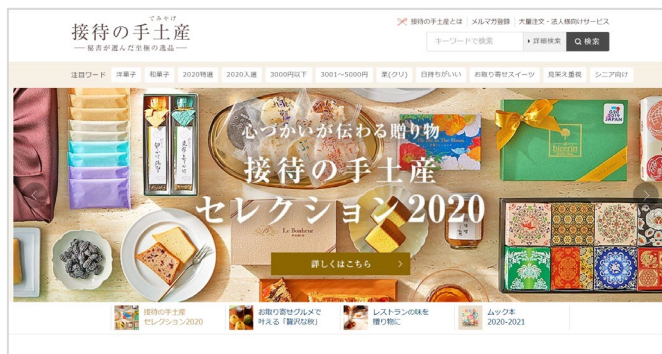 接待の手土産
てみやげ
秘書が選んだ至極の逸品
接待の手土産とは
メルマガ登録
大量注文・法人様向けサービス
キーワードで検索
詳細検索
検索
注目ワード
洋菓子
和菓子
2020特選
2020入選
3000円以下
3001～5000円
栗(クリ)
日持ちがいい
お取り寄せスイーツ
見栄え重視
シニア向け
心づかいが伝わる贈り物
接待の手土産
セレクション2020
Le Bonheur
bijorie
JAPAN
詳しくはこちら
接待の手土産
セレクション2020
お取り寄せグルメで
叶える「贅沢な秋」
レストランの味を
贈り物に
ムック本
2020-2021